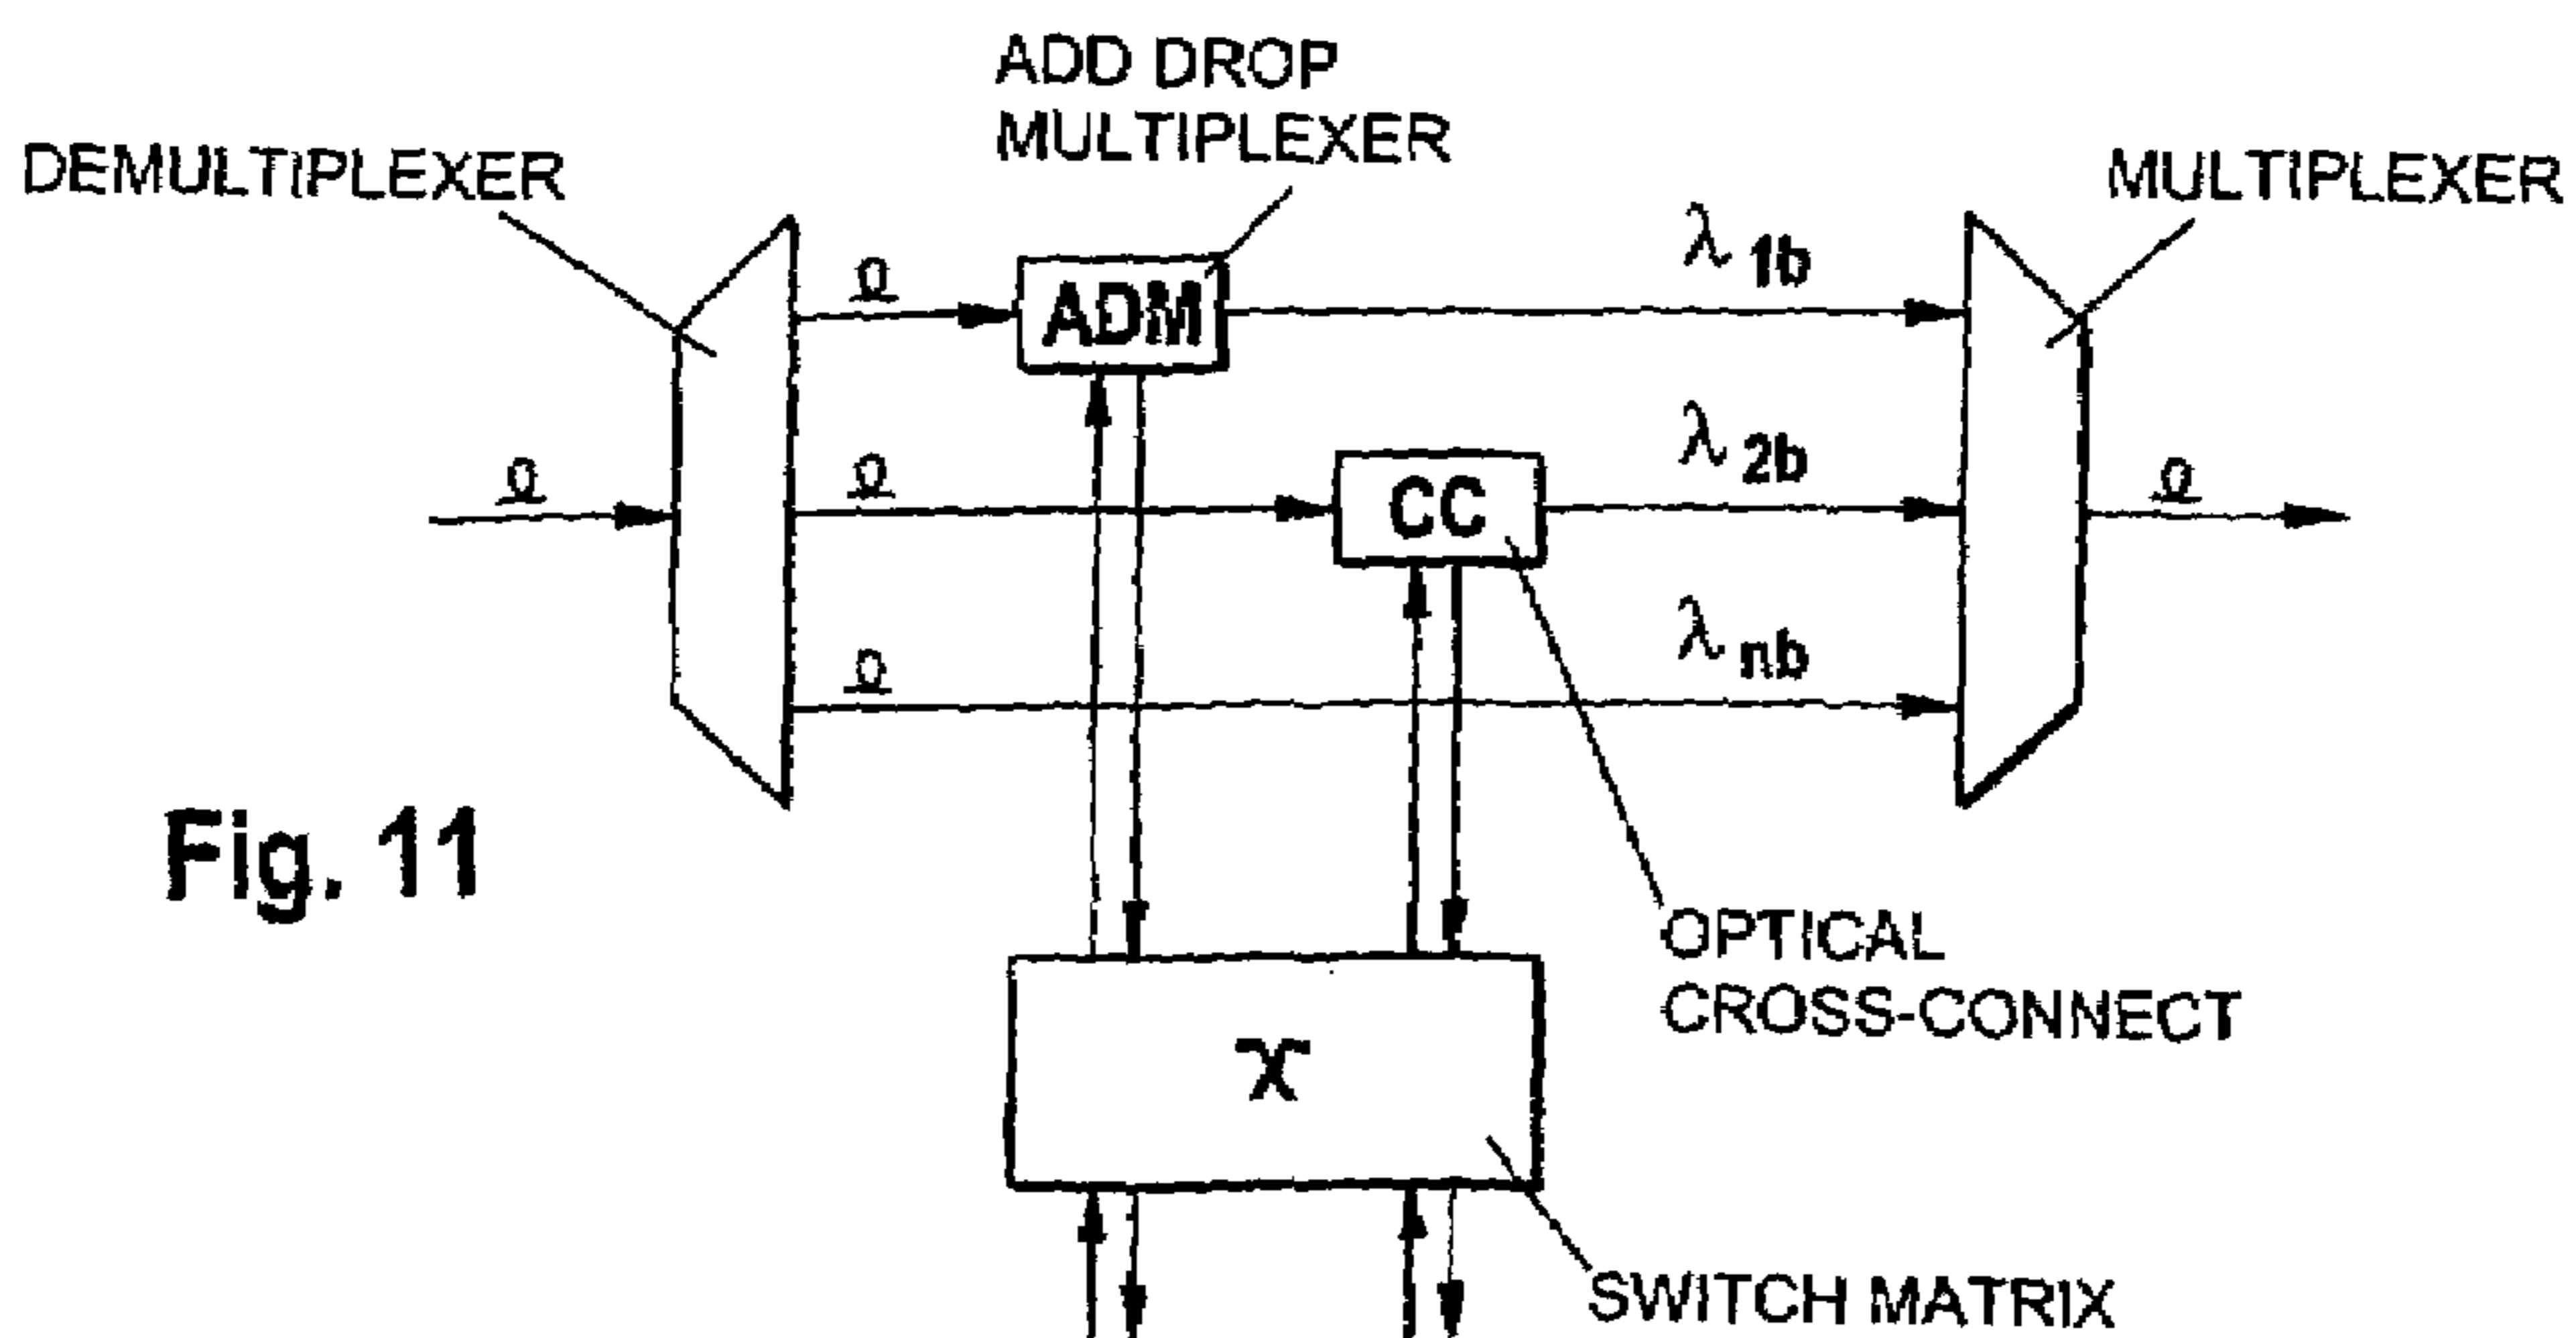 ADD DROP
MULTIPLEXER
DEMULTIPLEXER
MULTIPLEXER
λ 1b
o
ADM
λ 2b
o
o
CC
o
λ nb
o
Fig. 11
OPTICAL
CROSS-CONNECT
X
SWITCH MATRIX